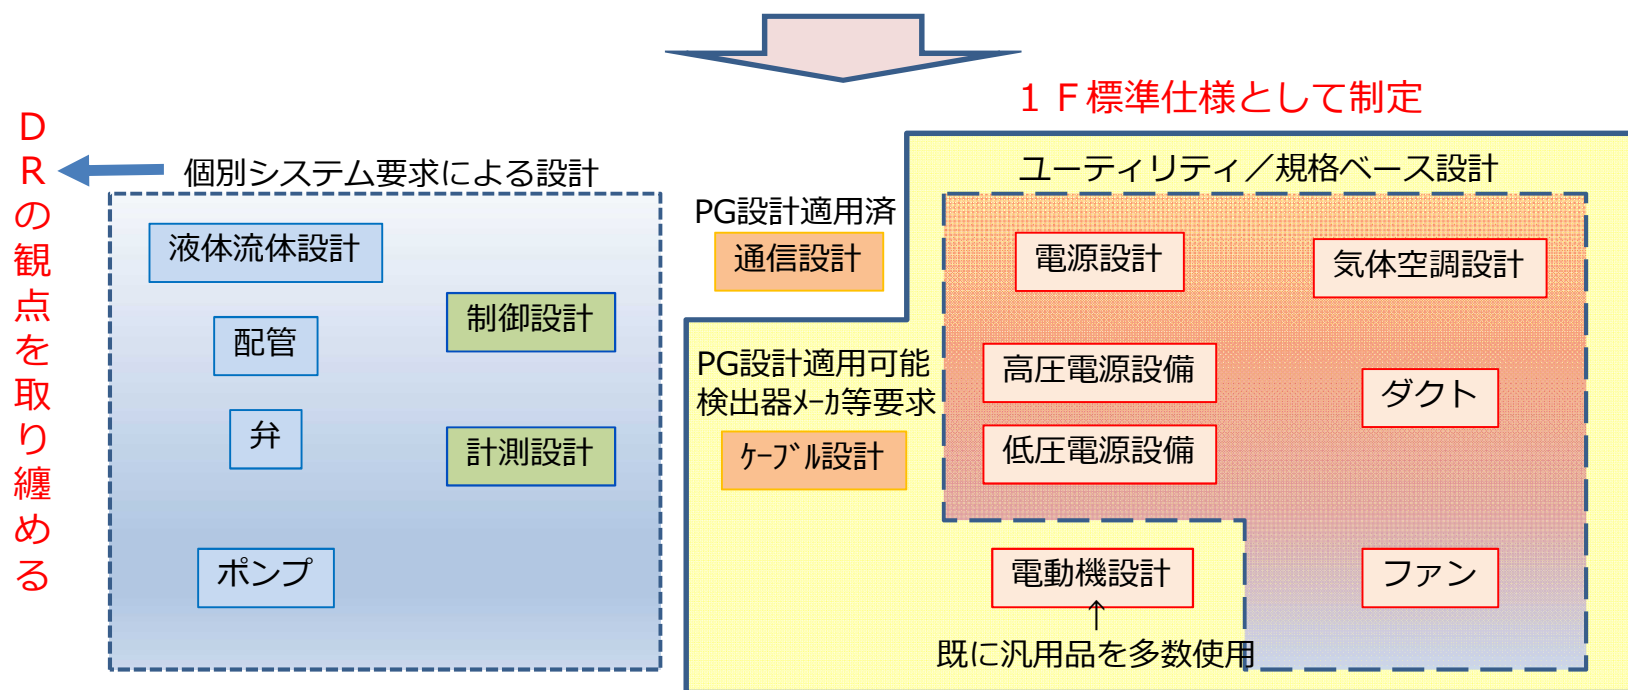 １Ｆ標準仕様として制定
DRの観点を取り纏める
個別システム要求による設計
液体流体設計
配管
弁
ポンプ
制御設計
計測設計
PG設計適用済
通信設計
PG設計適用可能
検出器ﾒｰｶ等要求
ｹｰﾌﾞﾙ設計
ユーティリティ／規格ベース設計
電源設計
高圧電源設備
低圧電源設備
電動機設計
↑
既に汎用品を多数使用
気体空調設計
ダクト
ファン